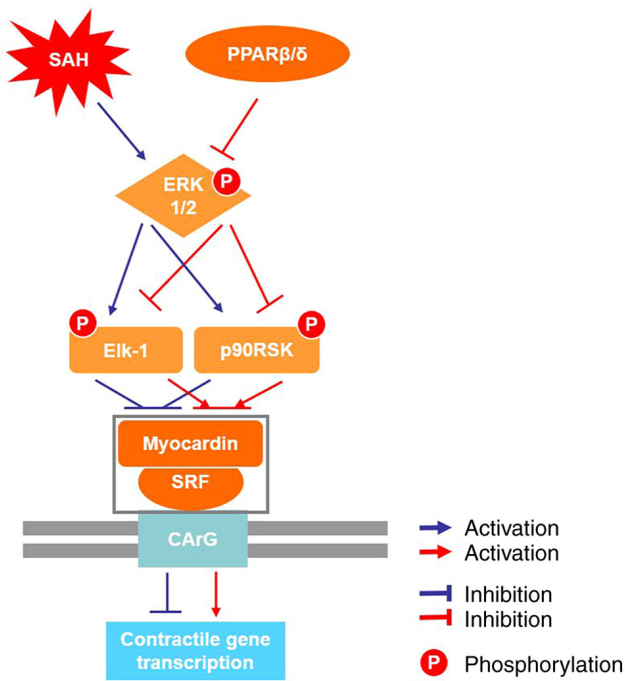 SAH
PPARβ/δ
ERK
1/2
P
P
P
Elk-1
p90RSK
Myocardin
SRF
CArG
Contractile gene
transcription
Activation
Activation
Inhibition
Inhibition
P
Phosphorylation